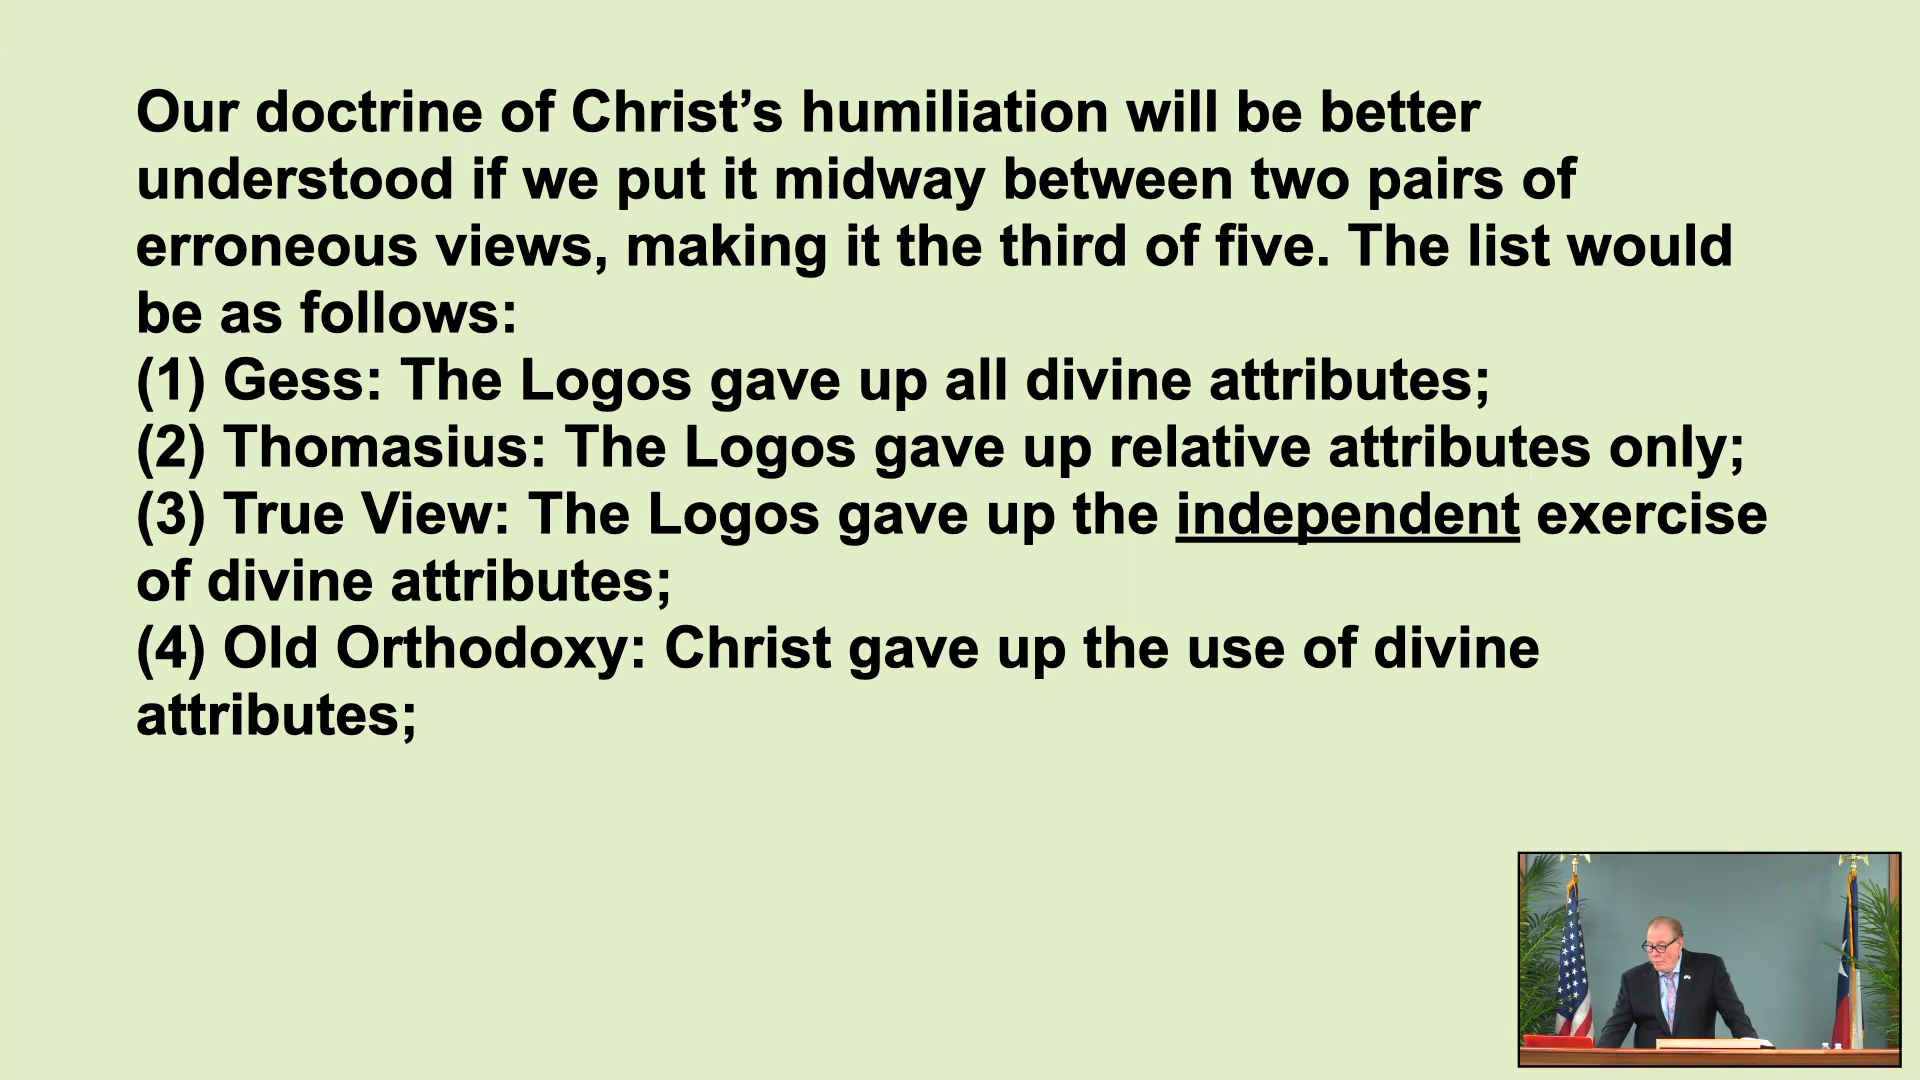 Our doctrine of Christ’s humiliation will be better
understood if we put it midway between two pairs of
erroneous views, making it the third of five. The list would
be as follows:
(1) Gess: The Logos gave up all divine attributes;
(2) Thomasius: The Logos gave up relative attributes only;
(3) True View: The Logos gave up the independent exercise
of divine attributes;
(4) Old Orthodoxy: Christ gave up the use of divine
attributes;